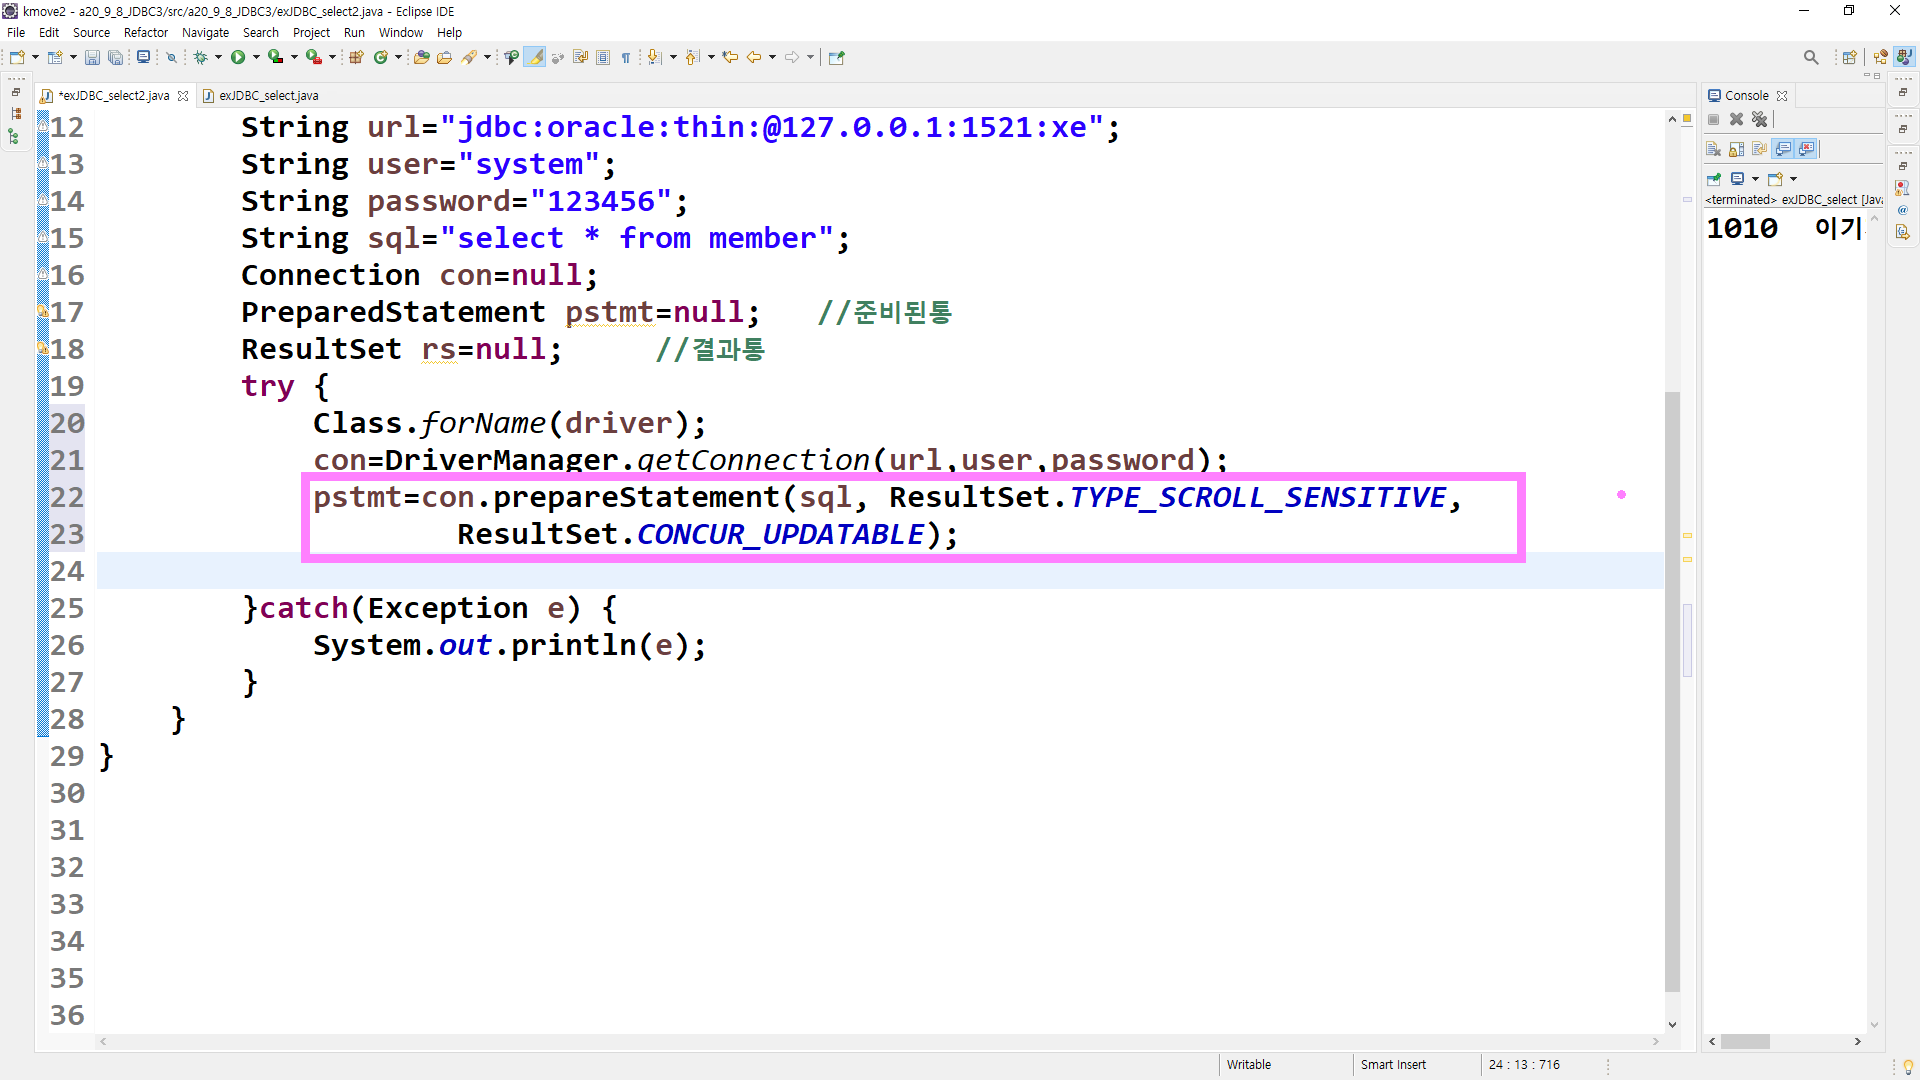 kmove2 - a20_9_8_JDBC3/src/a20_9_8_JDBC3/exJDBC_select2.java - Eclipse IDE
File Edit Source Refactor Navigate Search Project Run Window Help
*exJDBC_select2.java exJDBC_select.java
12 String url="jdbc:oracle:thin:@127.0.0.1:1521:xe";
13 String user="system";
14 String password="123456";
15 String sql="select * from member";
16 Connection con=null;
17 PreparedStatement pstmt=null; //준비된통
18 ResultSet rs=null; //결과통
19 try {
20 Class.forName(driver);
21 con=DriverManager.getConnection(url,user,password);
22 pstmt=con.prepareStatement(sql, ResultSet.TYPE_SCROLL_SENSITIVE,
23 ResultSet.CONCUR_UPDATABLE);
24
25 }catch(Exception e) {
26 System.out.println(e);
27 }
28 }
29 }
30
31
32
33
34
35
36
Console
<terminated> exJDBC_select [Java
1010 이기
Writable Smart Insert 24 : 13 : 716